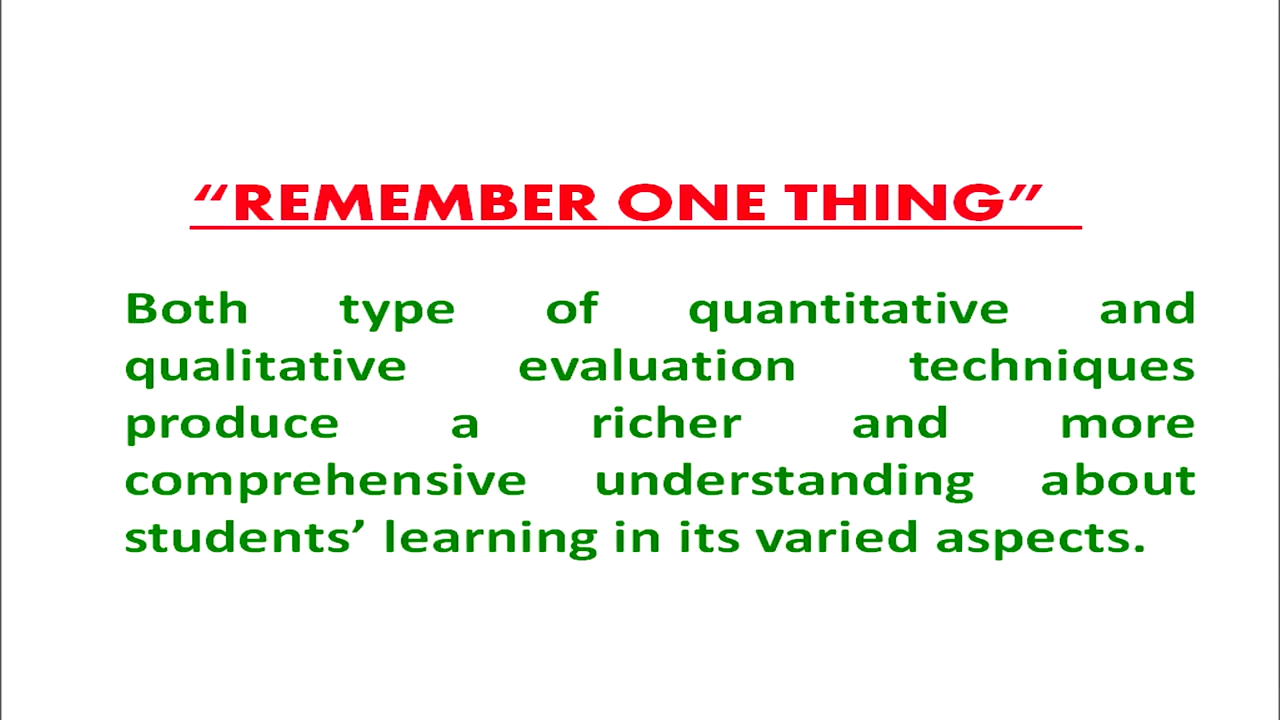 “REMEMBER ONE THING”
Both type of quantitative and
qualitative evaluation techniques
produce a richer and more
comprehensive understanding about
students’ learning in its varied aspects.